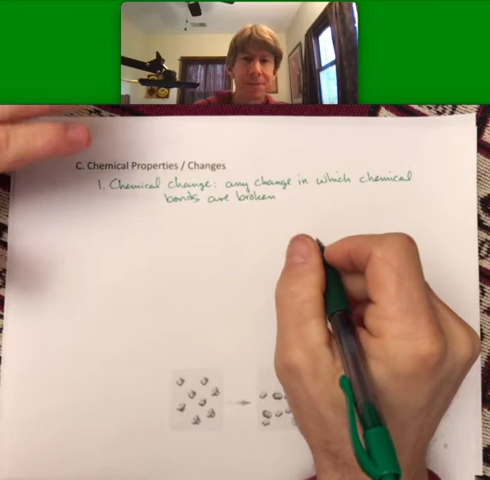 C. Chemical Properties / Changes
1. Chemical change: any change in which chemical
bonds are broken